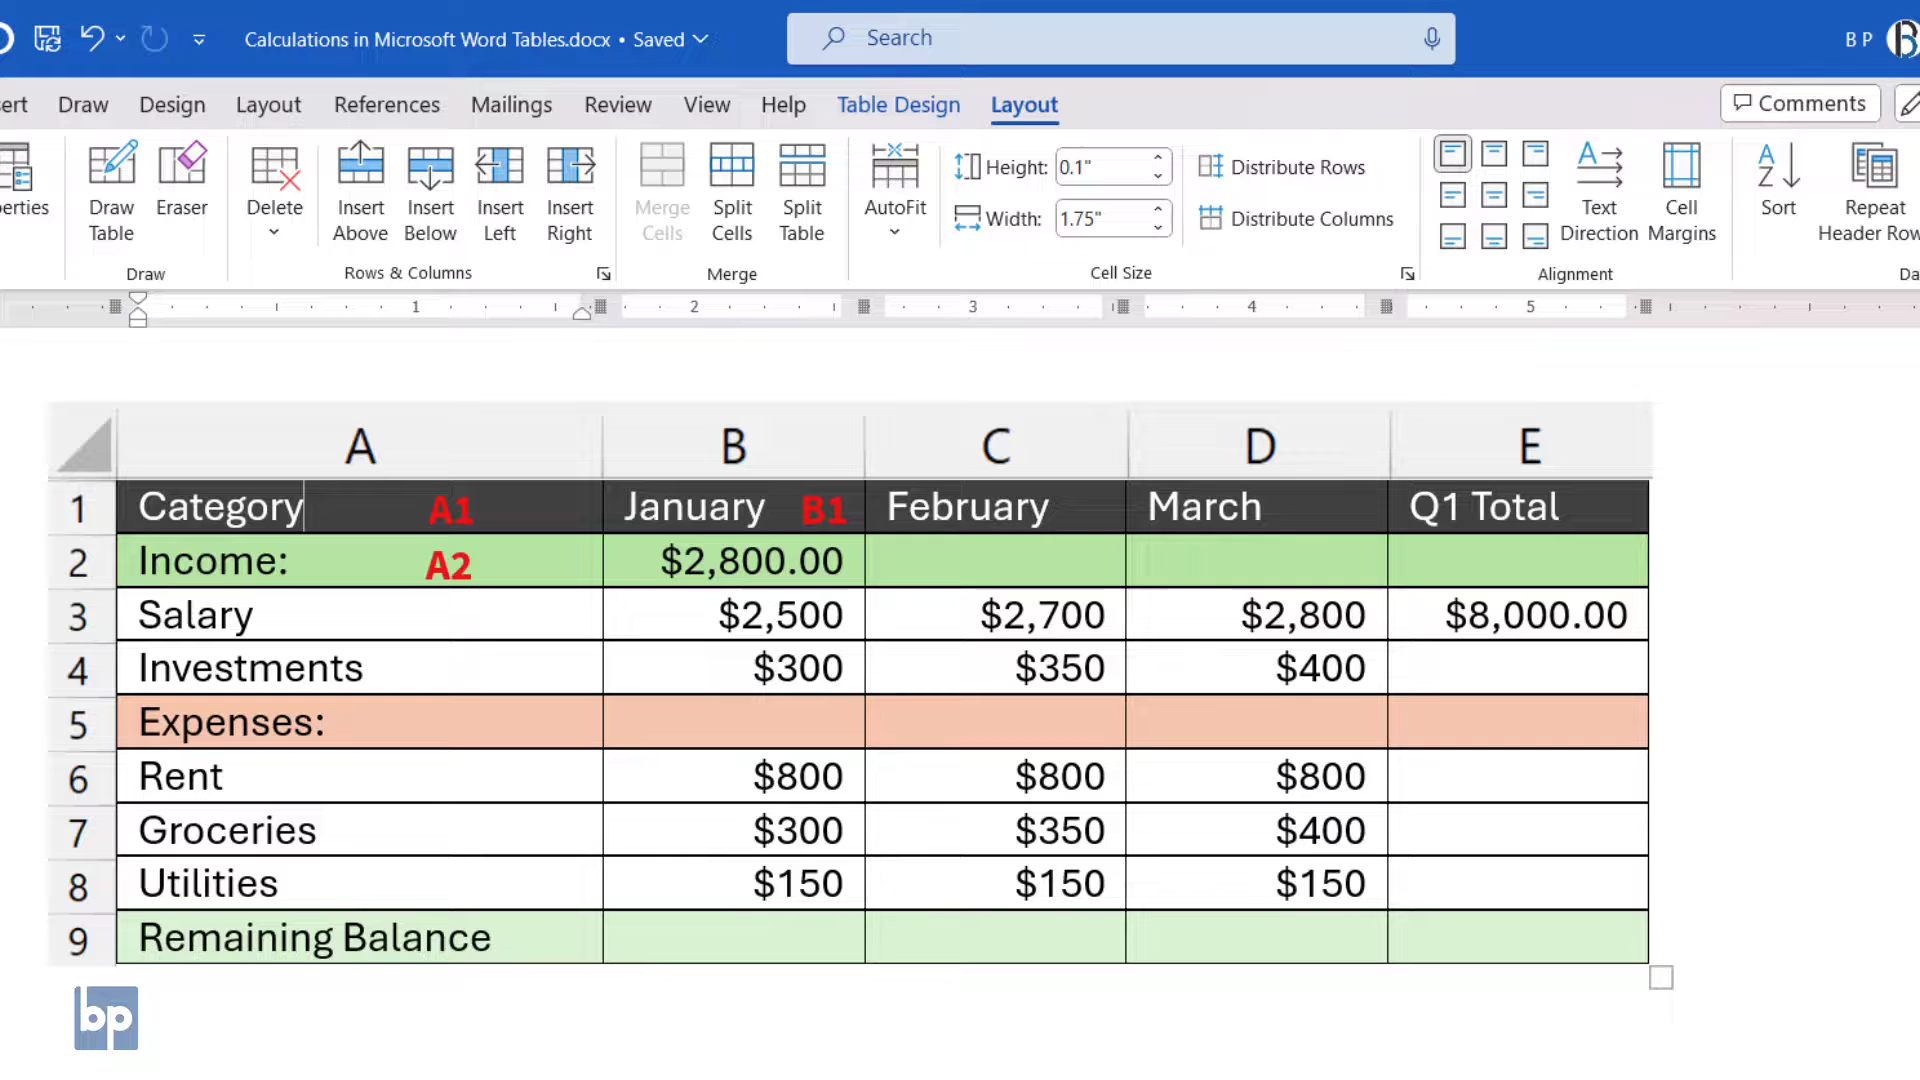 Calculations in Microsoft Word Tables.docx • Saved
Search
B P
ert Draw Design Layout References Mailings Review View Help Table Design Layout
Comments
erties
Draw Table
Eraser
Draw
Delete
Insert Above
Insert Below
Insert Left
Insert Right
Rows & Columns
Merge Cells
Split Cells
Split Table
Merge
AutoFit
Height: 0.1"
Width: 1.75"
Distribute Rows
Distribute Columns
Cell Size
Text Direction
Cell Margins
Alignment
A Z
Sort
Repeat Header Row
Da
1 2 3 4 5
A B C D E
1 Category A1 January B1 February March Q1 Total
2 Income: A2 $2,800.00
3 Salary $2,500 $2,700 $2,800 $8,000.00
4 Investments $300 $350 $400
5 Expenses:
6 Rent $800 $800 $800
7 Groceries $300 $350 $400
8 Utilities $150 $150 $150
9 Remaining Balance
bp